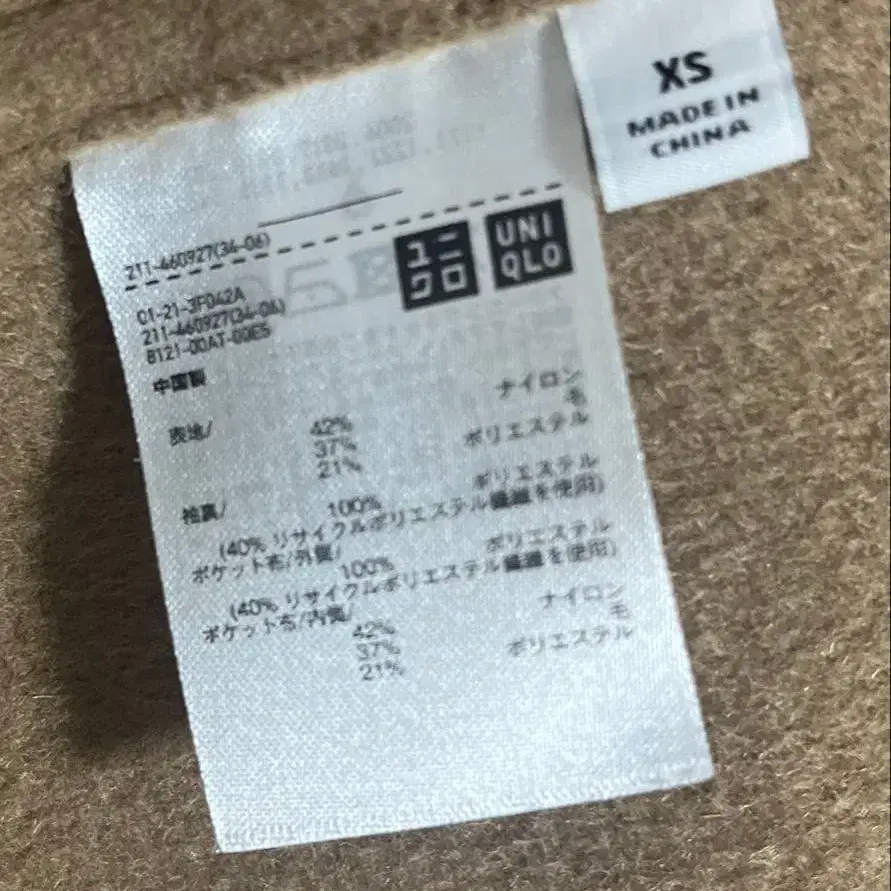 XS
MADE IN
CHINA
211-460927(34-06)
ユニ
クロ
UNI
QLO
01-21-3F042A
211-460927(34-06)
B121-00AT-00E5
中国製
表地/
42% ナイロン
37% 毛
21% ポリエステル
袖裏/
100% ポリエステル
(40% リサイクルポリエステル繊維を使用)
ポケット布/外側/
100% ポリエステル
(40% リサイクルポリエステル繊維を使用)
ポケット布/内側/
42% ナイロン
37% 毛
21% ポリエステル